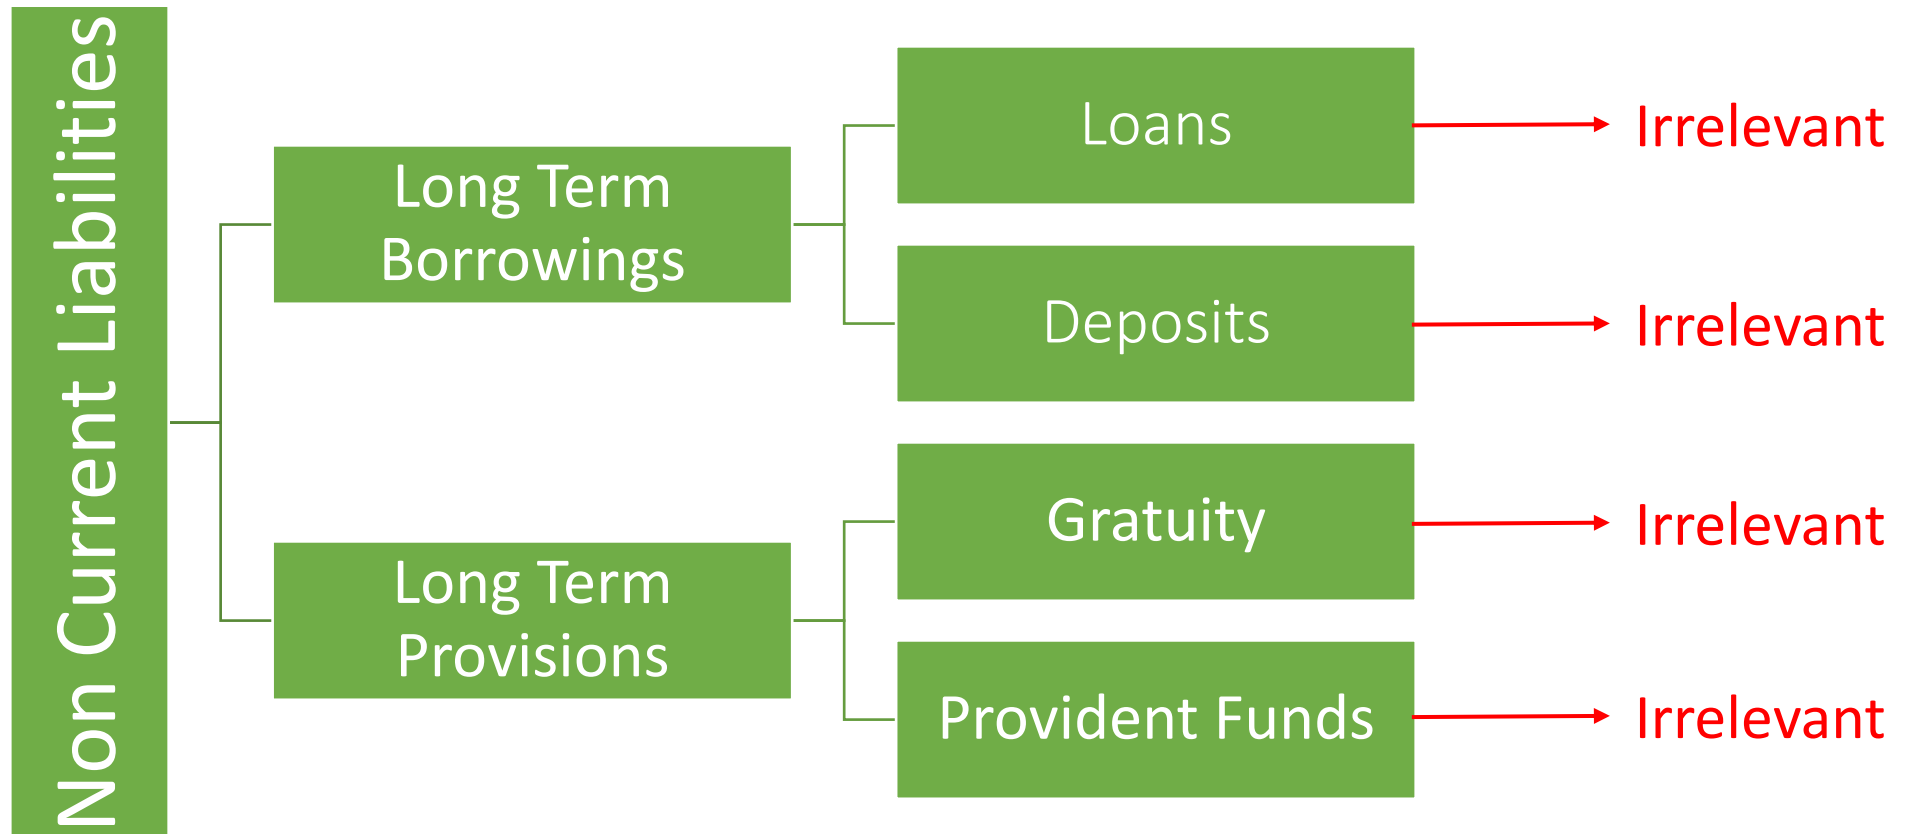 Non Current Liabilities
Long Term
Borrowings
Loans
Irrelevant
Deposits
Irrelevant
Long Term
Provisions
Gratuity
Irrelevant
Provident Funds
Irrelevant